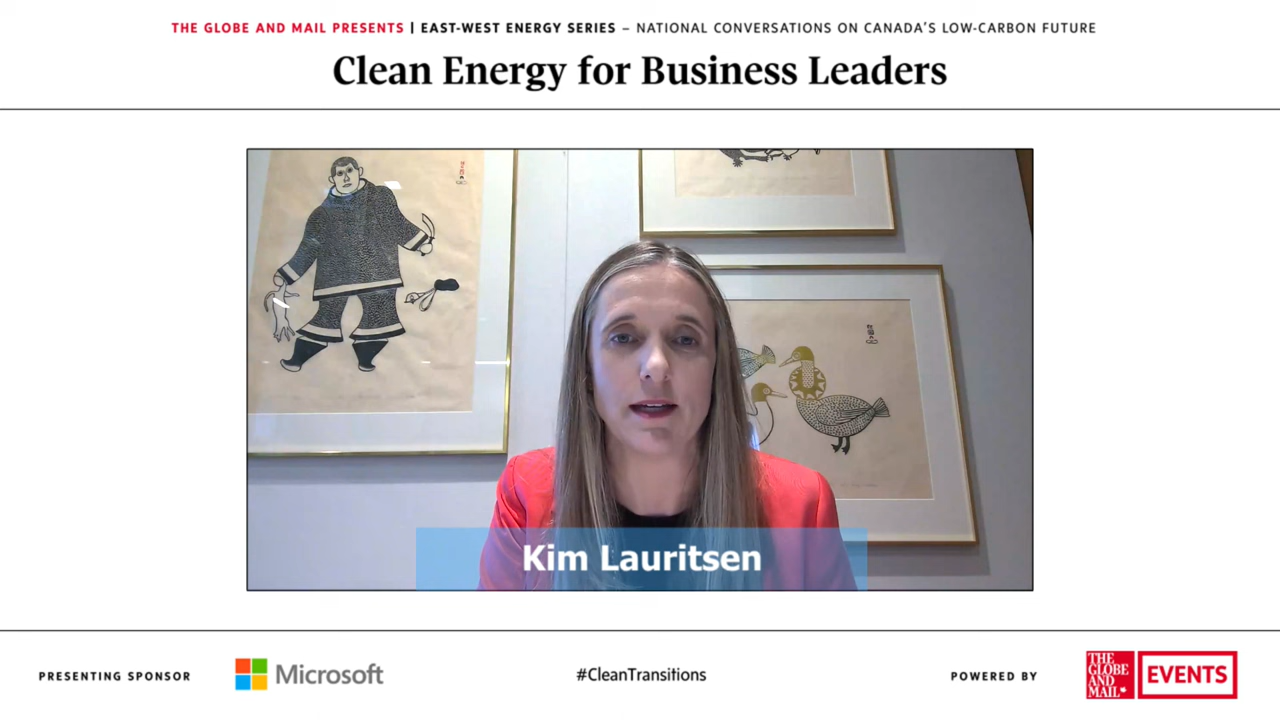 THE GLOBE AND MAIL PRESENTS | EAST-WEST ENERGY SERIES – NATIONAL CONVERSATIONS ON CANADA'S LOW-CARBON FUTURE
Clean Energy for Business Leaders
Kim Lauritsen
PRESENTING SPONSOR
Microsoft
#CleanTransitions
POWERED BY
THE
GLOBE
AND
MAIL
EVENTS